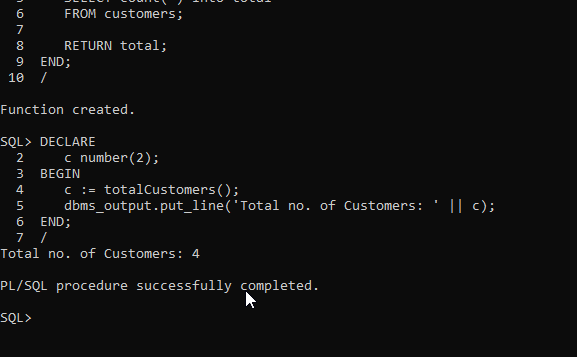 6     FROM customers;
7
8     RETURN total;
9  END;
10  /
Function created.
SQL> DECLARE
2     c number(2);
3  BEGIN
4     c := totalCustomers();
5     dbms_output.put_line('Total no. of Customers: ' || c);
6  END;
7  /
Total no. of Customers: 4
PL/SQL procedure successfully completed.
SQL>